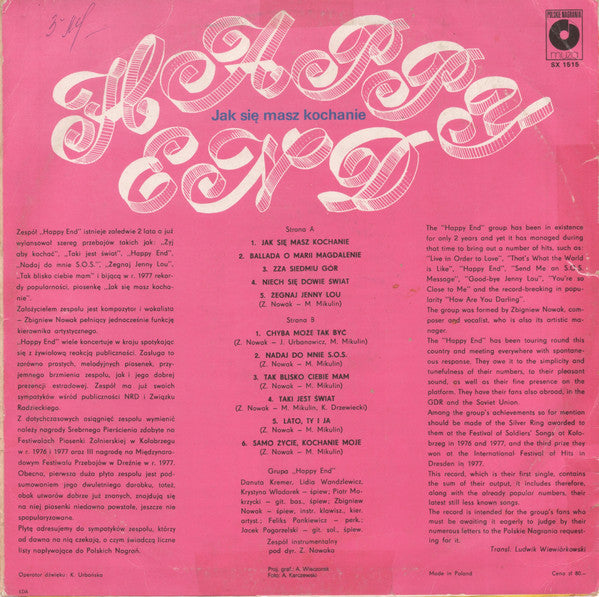 3- M
POLSKIE NAGRANIA
muza
SX 1515
HAPPY
Jak się masz kochanie
END
Zespół „Happy End" istnieje zaledwie 2 lata a już
wylansował szereg przebojów takich jak: „Żyj
aby kochać", „Taki jest świat", „Happy End",
„Nadaj do mnie S.O.S.", „Żegnaj Jenny Lou",
„Tak blisko ciebie mam" i bijącą w r. 1977 rekor-
dy popularności, piosenkę „Jak się masz kocha-
nie".
Założycielem zespołu jest kompozytor i wokalista
— Zbigniew Nowak pełniący jednocześnie funkcję
kierownika artystycznego.
„Happy End" wiele koncertuje w kraju spotykając
się z żywiołową reakcją publiczności. Zasługa to
zarówno prostych, melodyjnych piosenek, przy-
jemnego brzmienia zespołu, jak i jego dobrej
prezencji estradowej. Zespół ma już swoich
sympatyków wśród publiczności NRD i Związku
Radzieckiego.
Z dotychczasowych osiągnięć zespołu wymienić
należy nagrody Srebrnego Pierścienia zdobyte na
Festiwalach Piosenki Żołnierskiej w Kołobrzegu
w r. 1976 i 1977 oraz III nagrodę na Międzynaro-
dowym Festiwalu Przebojów w Dreźnie w r. 1977.
Obecna, pierwsza duża płyta zespołu jest pod-
sumowaniem jego dwuletniego dorobku, toteż,
obok utworów dobrze już znanych, znajdują się
na niej piosenki niedawno powstałe, jeszcze nie
spopularyzowane.
Płytę adresujemy do sympatyków zespołu, którzy
od dawna na nią czekają, o czym świadczą liczne
listy napływające do Polskich Nagrań.
Operator dźwięku: K. Urbańska
ŁDA
Strona A
1. JAK SIĘ MASZ KOCHANIE
2. BALLADA O MARII MAGDALENIE
3. ZZA SIEDMIU GÓR
4. NIECH SIĘ DOWIE ŚWIAT
5. ŻEGNAJ JENNY LOU
(Z. Nowak – M. Mikulin)
Strona B
1. CHYBA MOŻE TAK BYĆ
(Z. Nowak – J. Urbanowicz, M. Mikulin)
2. NADAJ DO MNIE S.O.S.
(Z. Nowak – M. Mikulin)
3. TAK BLISKO CIEBIE MAM
(Z. Nowak – M. Mikulin)
4. TAKI JEST ŚWIAT
(Z. Nowak – M. Mikulin, K. Drzewiecki)
5. LATO, TY I JA
(Z. Nowak – M. Mikulin)
6. SAMO ŻYCIE, KOCHANIE MOJE
(Z. Nowak – M. Mikulin)
Grupa „Happy End"
Danuta Kremer, Lidia Wandzlewicz,
Krystyna Włodarek – śpiew; Piotr Mo-
krzycki – git. bas., śpiew; Zbigniew
Nowak – śpiew, instr. klawisz., kier.
artyst.; Feliks Pankiewicz – perk.;
Jacek Pogorzelski – git. sol., śpiew.
Zespół instrumentalny
pod dyr. Z. Nowaka
Proj. graf.: A. Wieczorek
Foto: A. Karczewski
The "Happy End" group has been in existence
for only 2 years and yet it has managed during
that time to bring out a number of hits, such as:
"Live in Order to Love", "That's What the World
is Like", "Happy End", "Send Me on S.O.S.
Message", "Good-bye Jenny Lou", "You're so
Close to Me" and the record-breaking in pop-
ularity "How Are You Darling".
The group was formed by Zbigniew Nowak, com-
poser and vocalist, who is also its artistic ma-
nager.
The "Happy End" has been touring round this
country and meeting everywhere with spontane-
ous response. They owe it to the simplicity and
tunefulness of their numbers, to their pleasant
sound, as well as their fine presence on the
platform. They have their fans also abroad, in the
GDR and the Soviet Union.
Among the group's achievements so far mention
should be made of the Silver Ring awarded to
them at the Festival of Soldiers' Songs at Koło-
brzeg in 1976 and 1977, and the third prize they
won at the International Festival of Hits in
Dresden in 1977.
This record, which is their first single, contains
the sum of their output, it includes therefore,
along with the already popular numbers, their
latest still less known songs.
The record is intended for the group's fans who
must be awaiting it eagerly to judge by their
numerous letters to the Polskie Nagrania request-
ing for it.
Transl. Ludwik Wiewiórkowski
Made in Poland
Cena zł 80.–